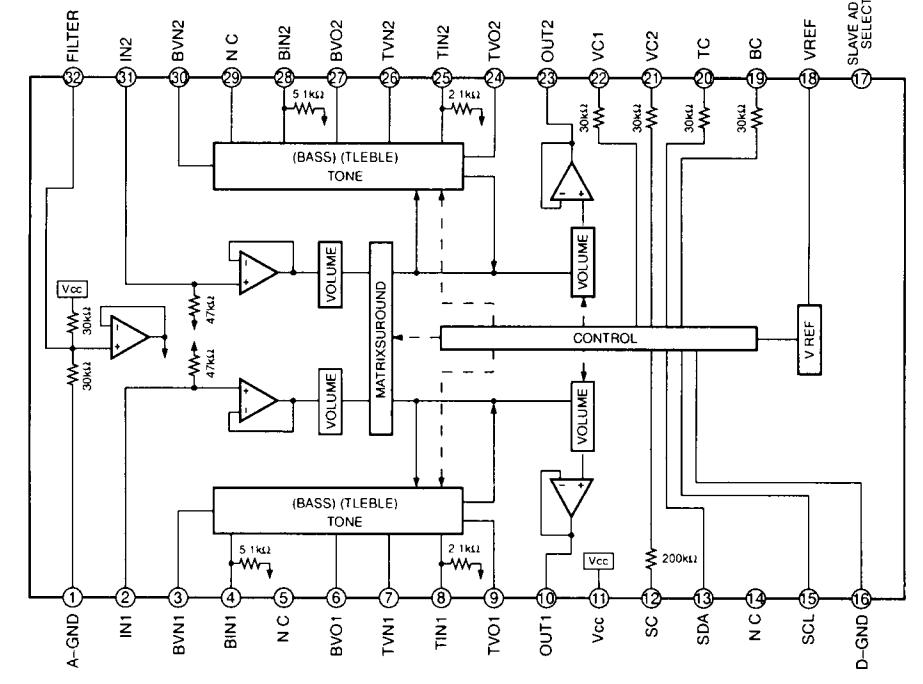 FILTER
IN2
BVN2
N C
BIN2
BVO2
TVN2
TIN2
TVO2
OUT2
VC1
VC2
TC
BC
VREF
SLAVE AD
SELECT
32
31
30
29
28
27
26
25
24
23
22
21
20
19
18
17
5 1kΩ
2 1kΩ
30kΩ
30kΩ
30kΩ
30kΩ
(BASS) (TLEBLE)
TONE
- +
VOLUME
Vcc
30kΩ
-
+
30kΩ
47kΩ
-
+
VOLUME
MATRIXSUROUND
CONTROL
V REF
47kΩ
+
-
VOLUME
VOLUME
(BASS) (TLEBLE)
TONE
- +
5 1kΩ
2 1kΩ
Vcc
200kΩ
1
2
3
4
5
6
7
8
9
10
11
12
13
14
15
16
A-GND
IN1
BVN1
BIN1
N C
BVO1
TVN1
TIN1
TVO1
OUT1
Vcc
SC
SDA
N C
SCL
D-GND